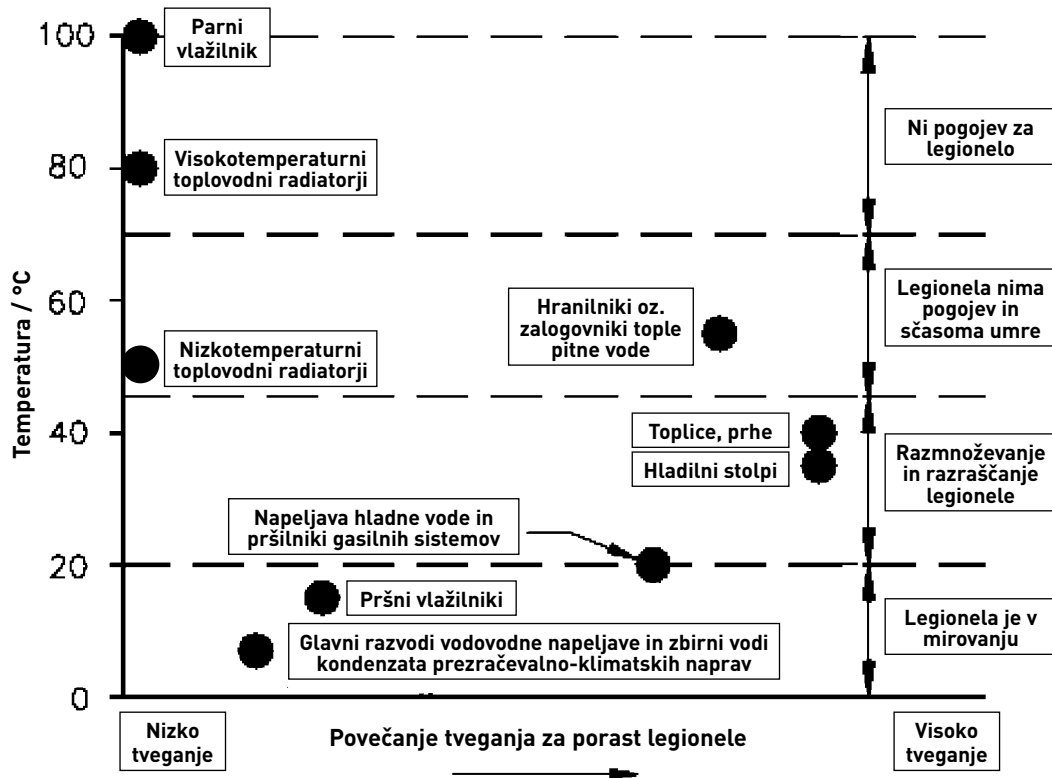 100
Parni
vlažilnik
Ni pogojev za
legionelo
80
Visokotemperaturni
toplovodni radiatorji
Temperatura / °C
60
Hranilniki oz.
zalogovniki tople
pitne vode
Legionela nima
pogojev in
sčasoma umre
Nizkotemperaturni
toplovodni radiatorji
40
Toplice, prhe
Hladilni stolpi
Razmnoževanje
in razraščanje
legionele
Napeljava hladne vode in
pršilniki gasilnih sistemov
20
Pršni vlažilniki
Legionela je v
mirovanju
Glavni razvodi vodovodne napeljave in zbirni vodi
kondenzata prezračevalno-klimatskih naprav
0
Nizko
tveganje
Povečanje tveganja za porast legionele
Visoko
tveganje